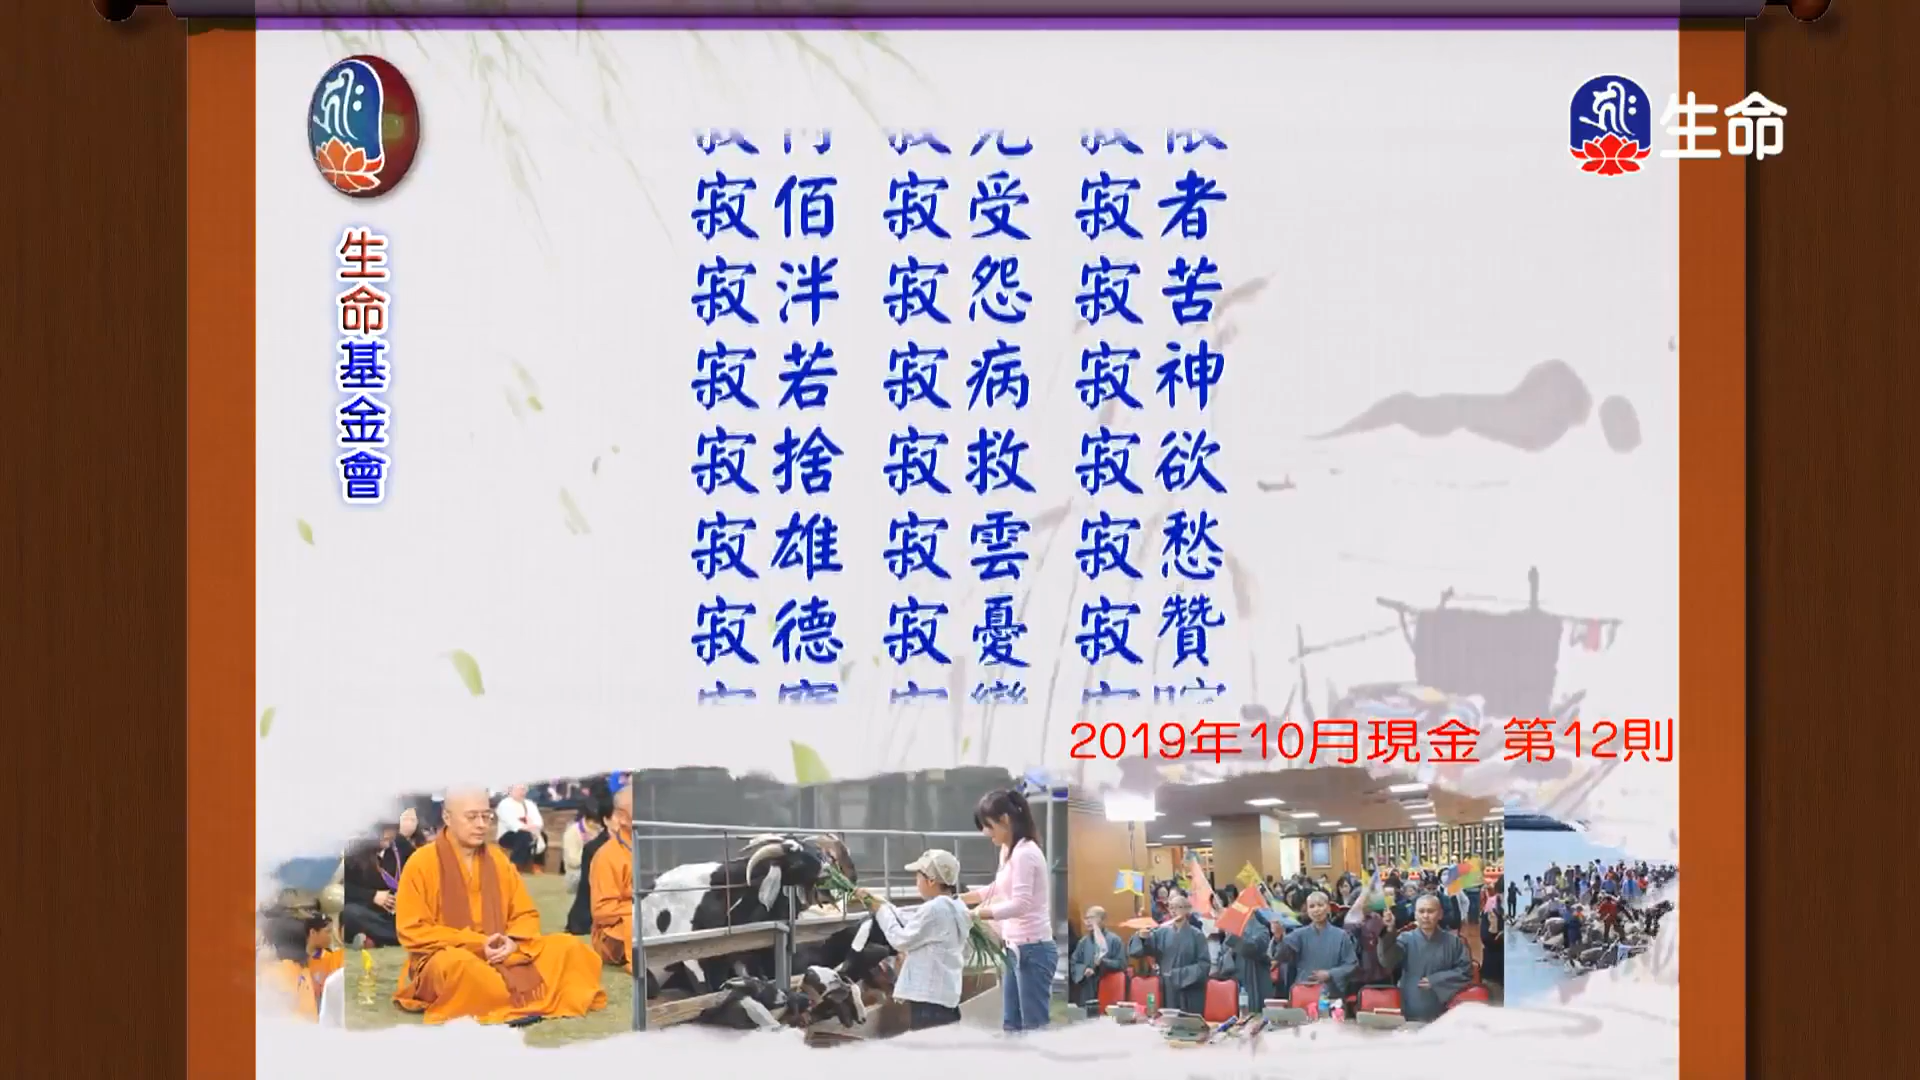 生命
生命基金會
寂佰 寂受 寂者
寂泮 寂怨 寂苦
寂若 寂病 寂神
寂捨 寂救 寂欲
寂雄 寂雲 寂愁
寂德 寂憂 寂贊
2019年10月現金 第12則